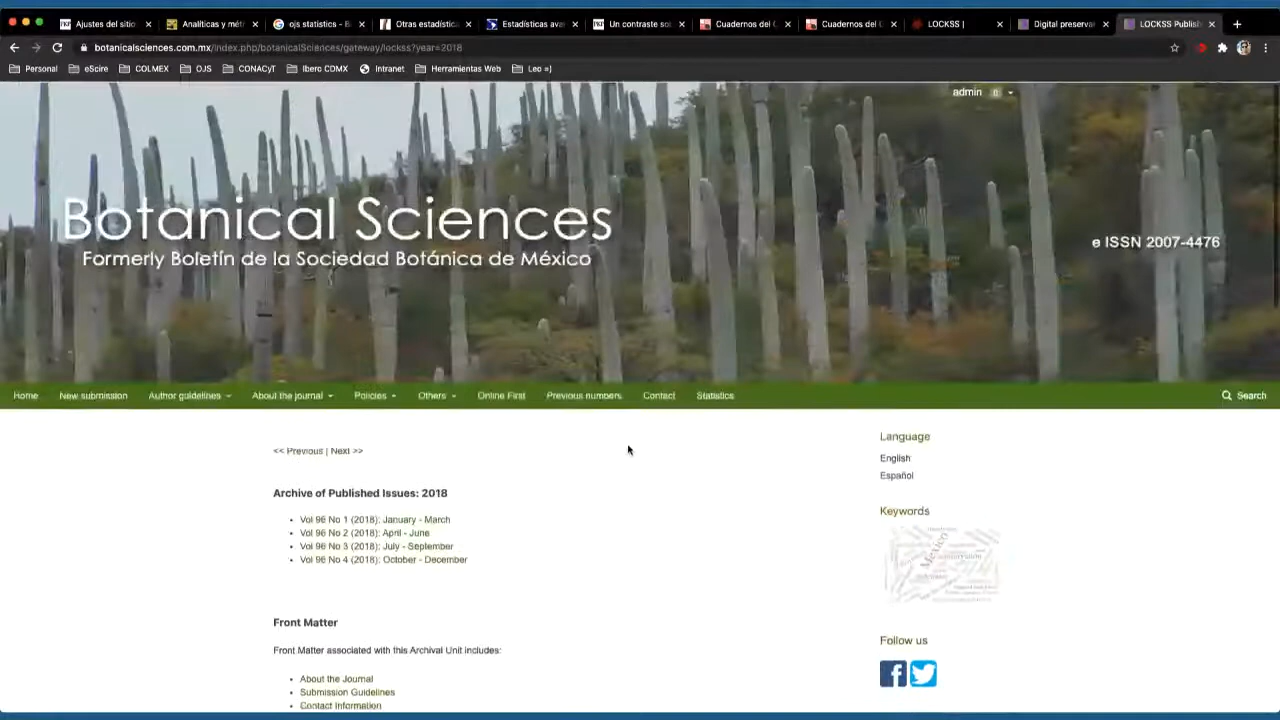 Ajustes del sitio
Analíticas y mét
ojs statistics - B
Otras estadístic
Estadísticas ava
Un contraste so
Cuadernos del C
Cuadernos del C
LOCKSS |
Digital preserva
LOCKSS Publish
botanicalsciences.com.mx/index.php/botanicalSciences/gateway/lockss?year=2018
Personal
eScire
COLMEX
OJS
CONACyT
Ibero CDMX
Intranet
Herramientas Web
Leo =)
admin 0
Botanical Sciences
Formerly Boletín de la Sociedad Botánica de México
e ISSN 2007-4476
Home
New submission
Author guidelines
About the journal
Policies
Others
Online First
Previous numbers
Contact
Statistics
Search
<< Previous | Next >>
Archive of Published Issues: 2018
Vol 96 No 1 (2018): January - March
Vol 96 No 2 (2018): April - June
Vol 96 No 3 (2018): July - September
Vol 96 No 4 (2018): October - December
Front Matter
Front Matter associated with this Archival Unit includes:
About the Journal
Submission Guidelines
Contact Information
Language
English
Español
Keywords
Mexico
Follow us